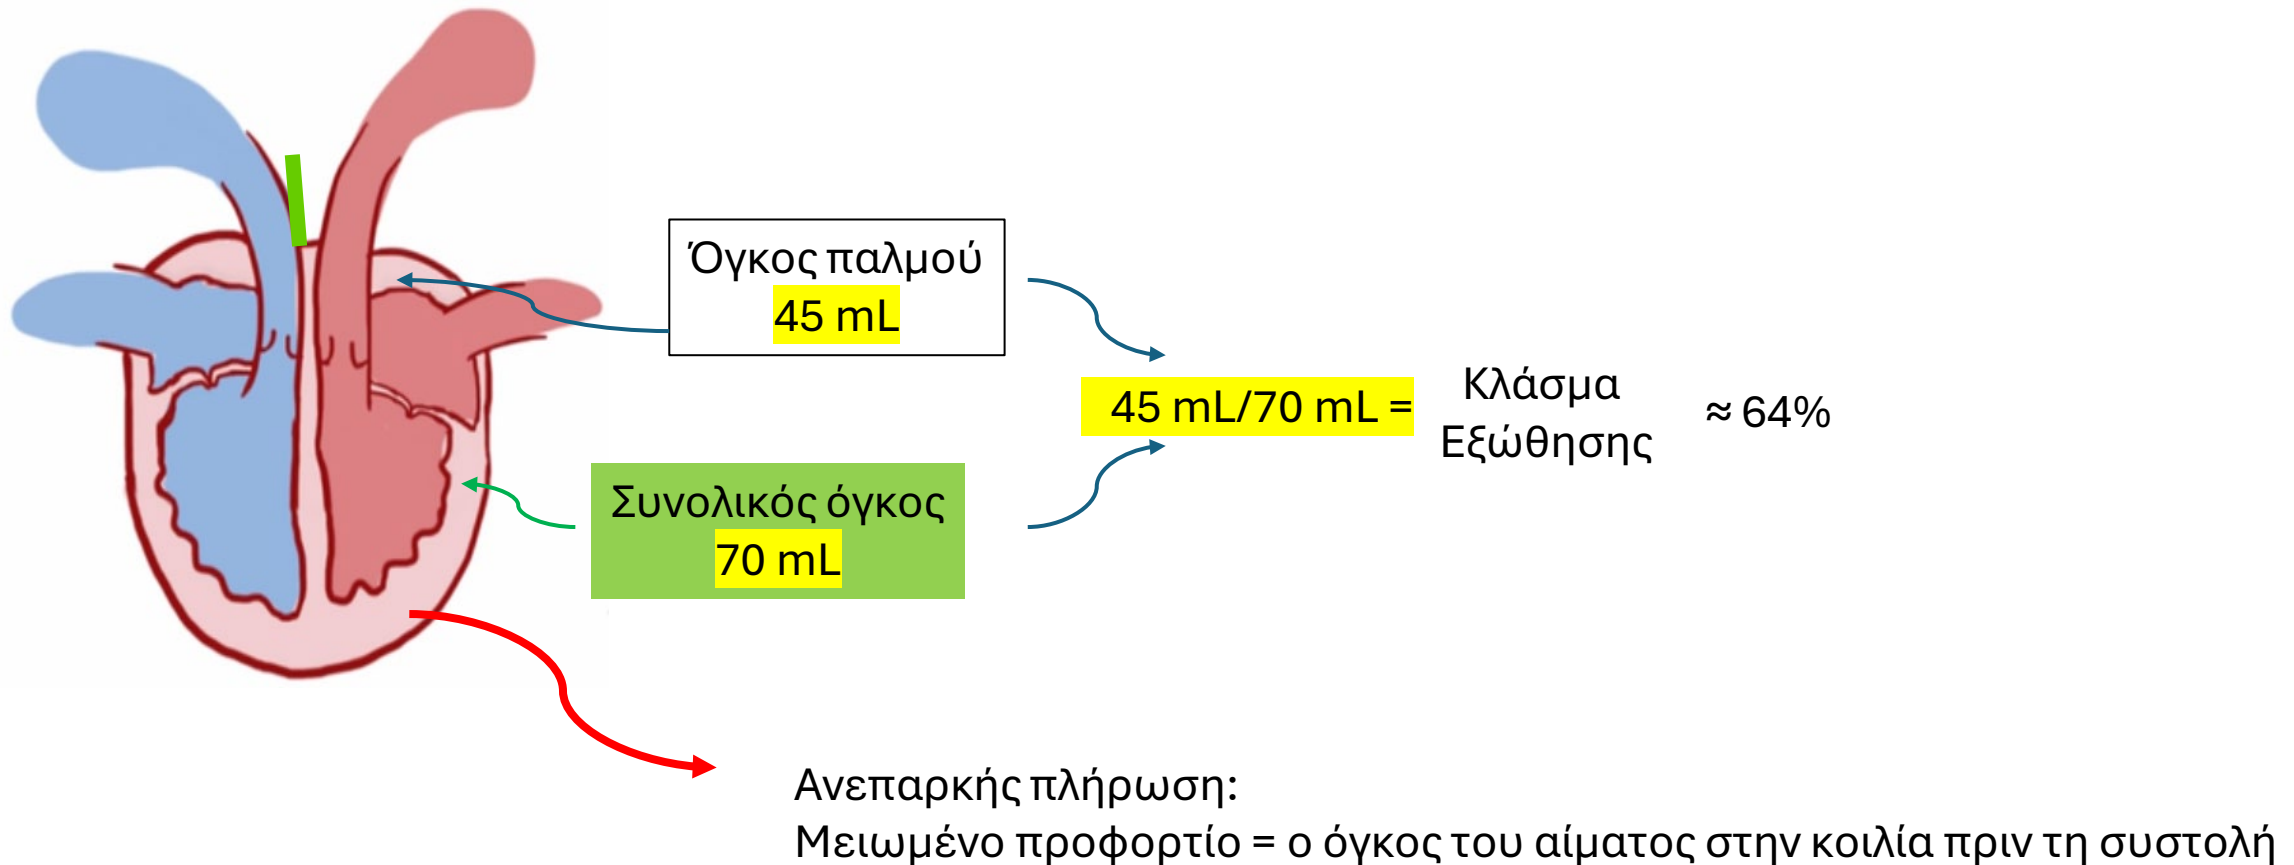 Όγκος παλμού
45 mL
45 mL/70 mL =
Κλάσμα
Εξώθησης
≈ 64%
Συνολικός όγκος
70 mL
Ανεπαρκής πλήρωση:
Μειωμένο προφορτίο = ο όγκος του αίματος στην κοιλία πριν τη συστολή